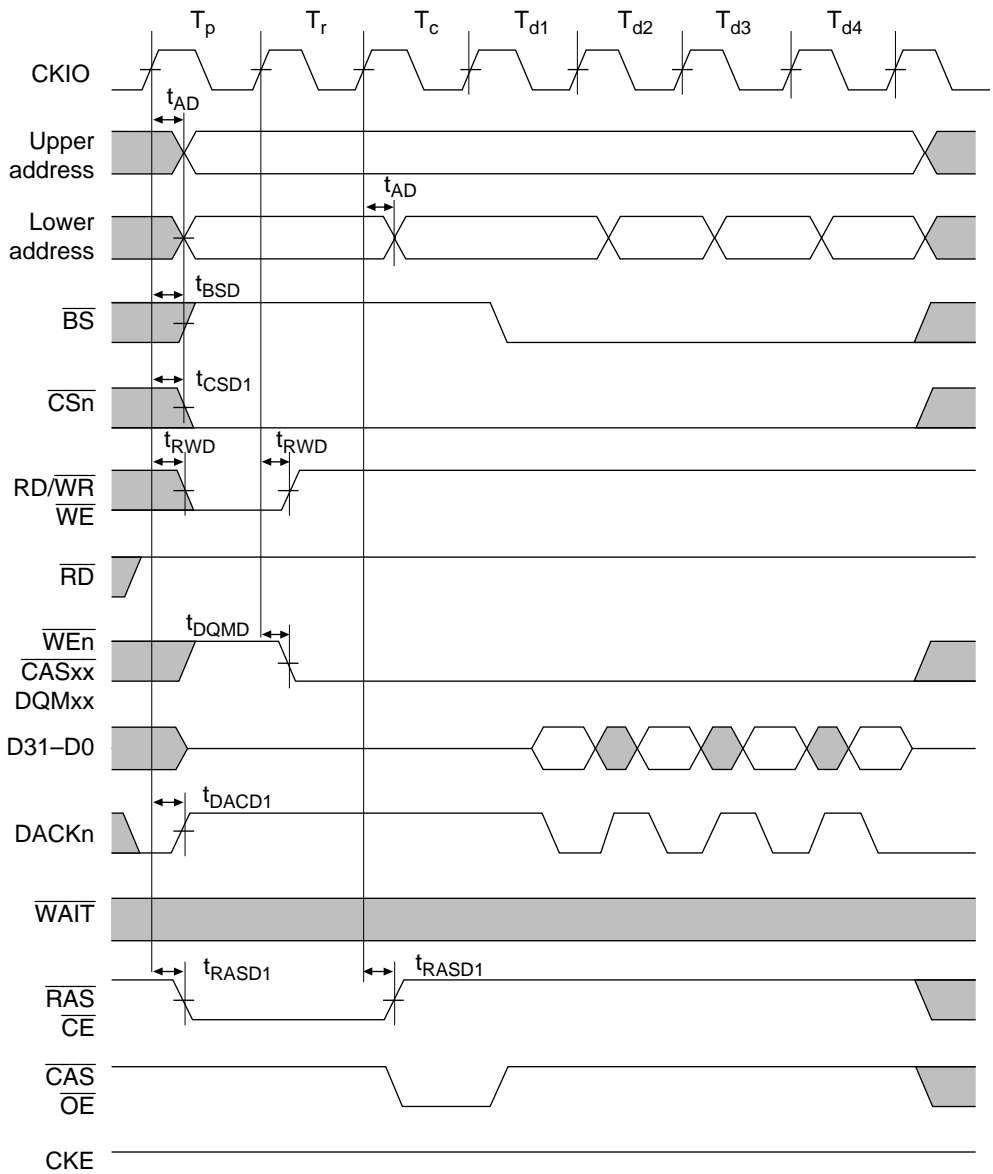 Tp Tr Tc Td1 Td2 Td3 Td4
CKIO
tAD
Upper
address
tAD
Lower
address
tBSD
BS
tCSD1
CSn
tRWD tRWD
RD/WR
WE
RD
tDQMD
WEn
CASxx
DQMxx
D31–D0
tDACD1
DACKn
WAIT
tRASD1 tRASD1
RAS
CE
CAS
OE
CKE